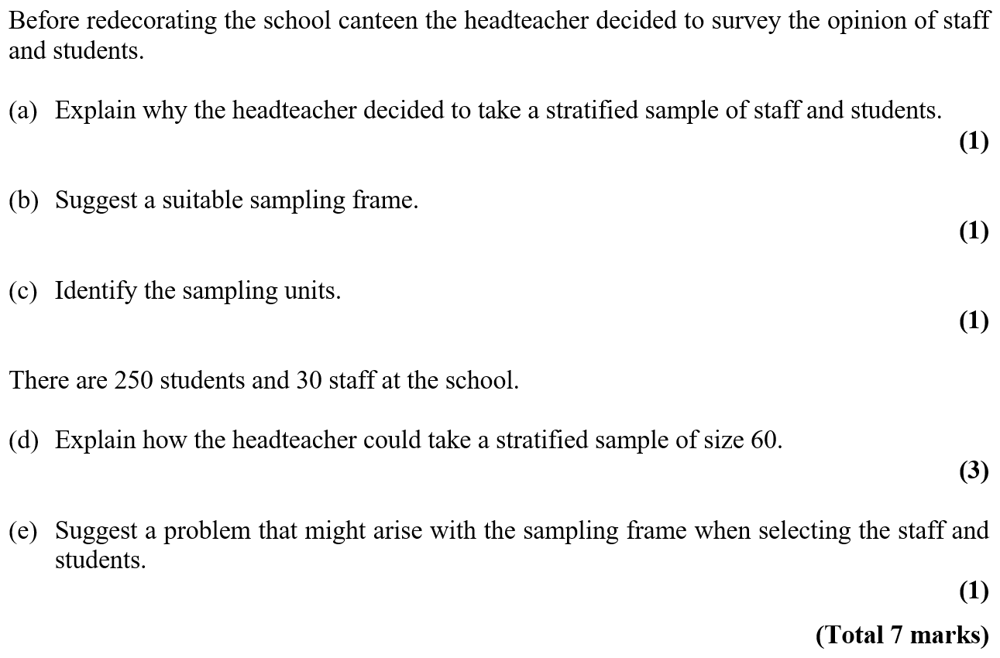 Before redecorating the school canteen the headteacher decided to survey the opinion of staff
and students.
(a) Explain why the headteacher decided to take a stratified sample of staff and students.
(1)
(b) Suggest a suitable sampling frame.
(1)
(c) Identify the sampling units.
(1)
There are 250 students and 30 staff at the school.
(d) Explain how the headteacher could take a stratified sample of size 60.
(3)
(e) Suggest a problem that might arise with the sampling frame when selecting the staff and
students.
(1)
(Total 7 marks)